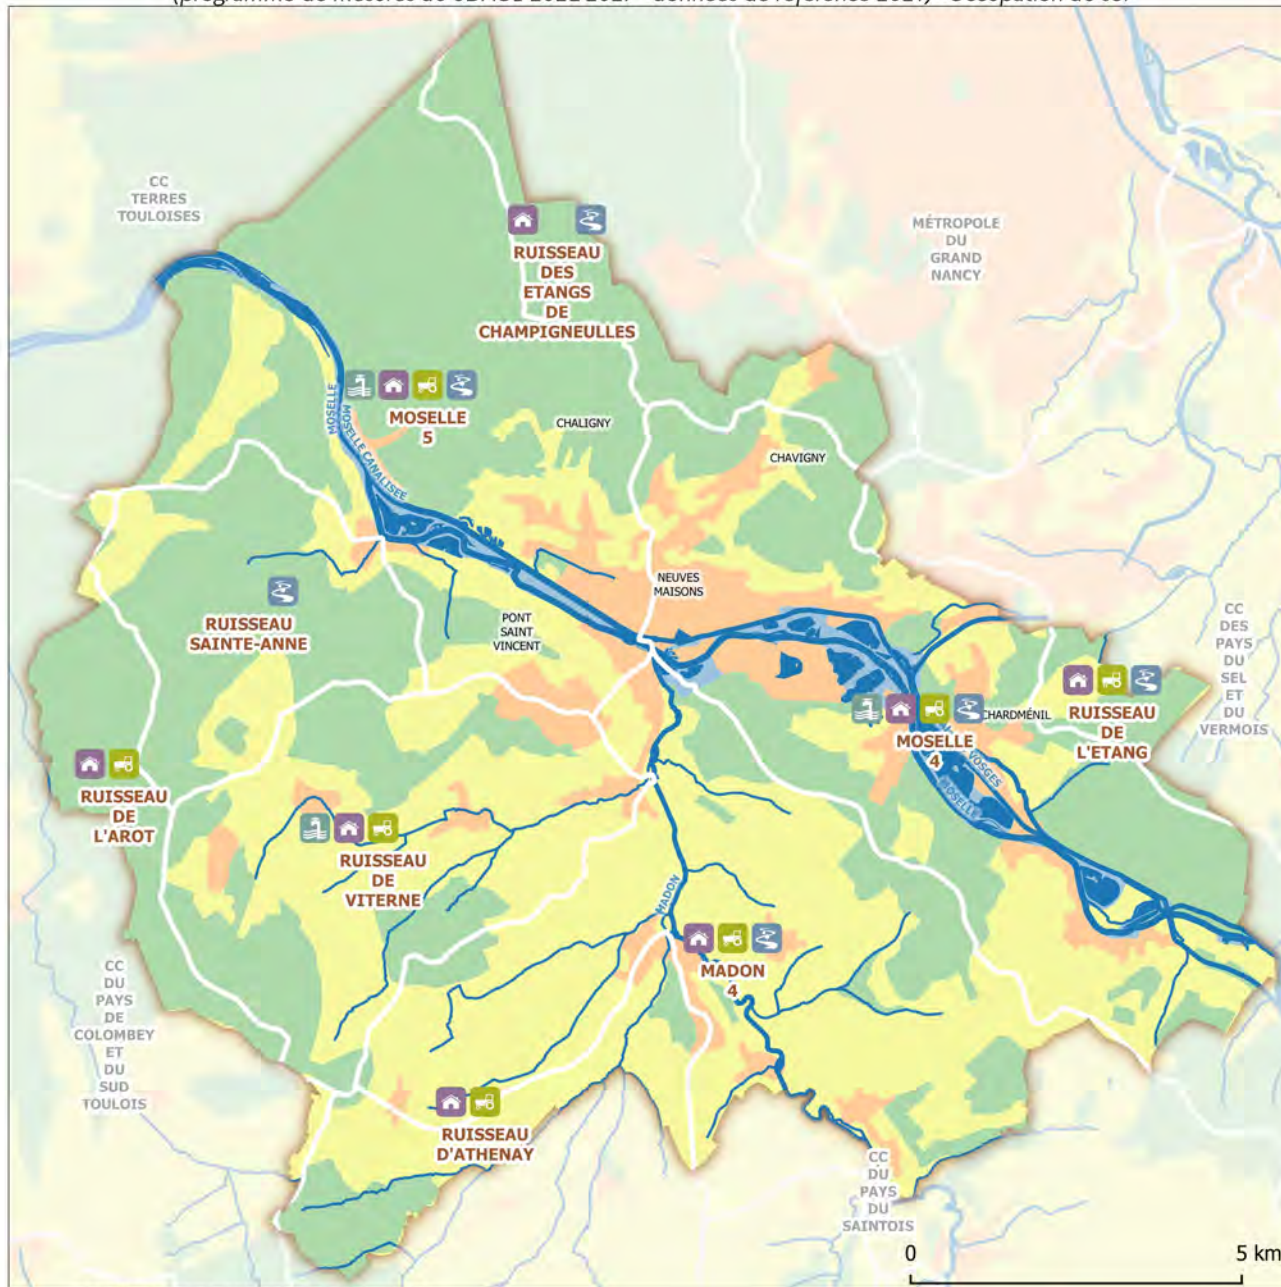 CC
TERRES
TOULOISES
MÉTROPOLE
DU
GRAND
NANCY
RUISSEAU
DES
ETANGS
DE
CHAMPIGNEULLES
MOSELLE
MOSELLE CANALISEE
MOSELLE
5
CHALIGNY
CHAVIGNY
NEUVES
MAISONS
PONT
SAINT
VINCENT
RUISSEAU
SAINTE-ANNE
CC
DES
PAYS
DU
SEL
ET
DU
VERMOIS
CHARDMÉNIL
RUISSEAU
DE
L'ETANG
MOSELLE
4
VOSGES
MOSELLE
RUISSEAU
DE
L'AROT
RUISSEAU
DE
VITERNE
MADON
MADON
4
CC
DU
PAYS
DE
COLOMBEY
ET
DU
SUD
TOULOIS
RUISSEAU
D'ATHENAY
CC
DU
PAYS
DU
SAINTOIS
0 5 km